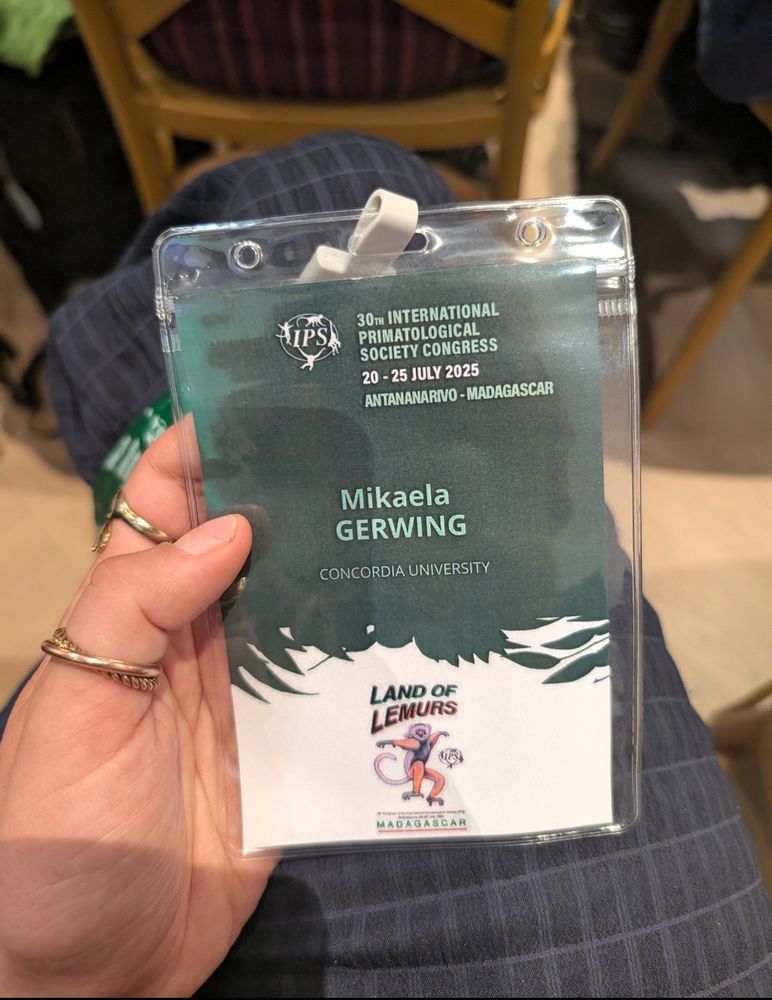 IPS
30TH INTERNATIONAL
PRIMATOLOGICAL
SOCIETY CONGRESS
20 - 25 JULY 2025
ANTANANARIVO - MADAGASCAR
Mikaela
GERWING
CONCORDIA UNIVERSITY
LAND OF
LEMURS
IPS
MADAGASCAR